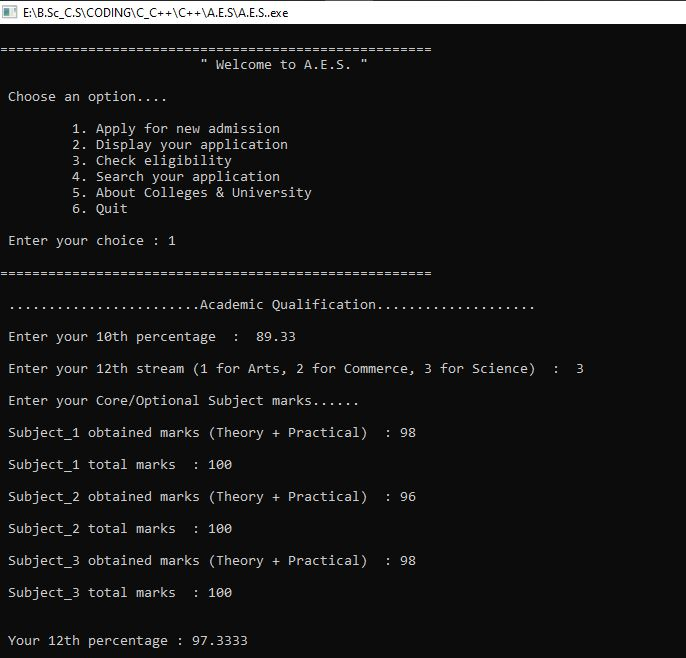 E:\B.Sc_C.S\CODING\C_C++\C++\A.E.S\A.E.S..exe
======================================================
" Welcome to A.E.S. "
Choose an option....
1. Apply for new admission
2. Display your application
3. Check eligibility
4. Search your application
5. About Colleges & University
6. Quit
Enter your choice : 1
======================================================
........................Academic Qualification....................
Enter your 10th percentage  :  89.33
Enter your 12th stream (1 for Arts, 2 for Commerce, 3 for Science)  :  3
Enter your Core/Optional Subject marks......
Subject_1 obtained marks (Theory + Practical)  : 98
Subject_1 total marks  : 100
Subject_2 obtained marks (Theory + Practical)  : 96
Subject_2 total marks  : 100
Subject_3 obtained marks (Theory + Practical)  : 98
Subject_3 total marks  : 100
Your 12th percentage : 97.3333